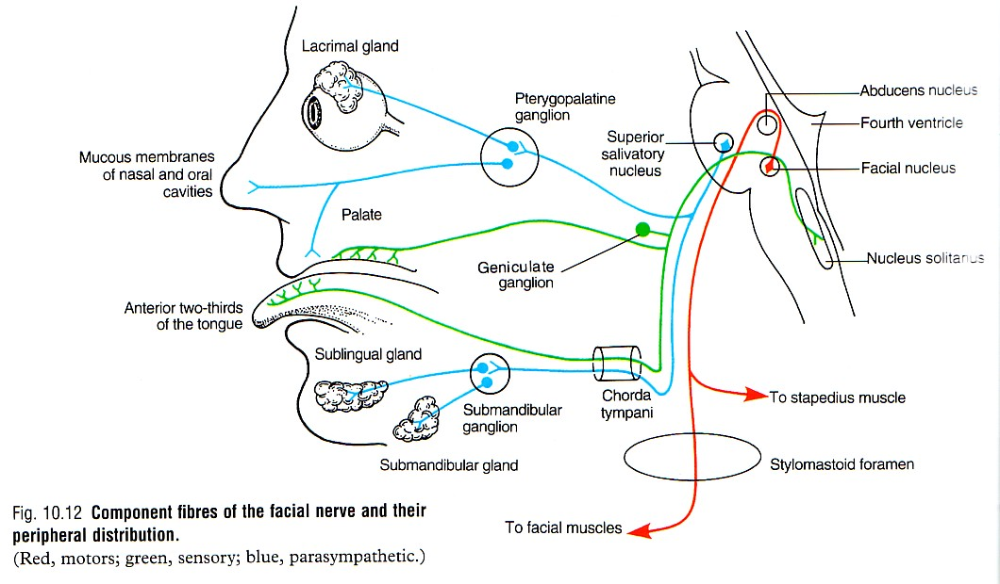 Lacrimal gland
Pterygopalatine
ganglion
Superior
salivatory
nucleus
Abducens nucleus
Fourth ventricle
Facial nucleus
Nucleus solitarius
Mucous membranes
of nasal and oral
cavities
Palate
Geniculate
ganglion
Anterior two-thirds
of the tongue
Sublingual gland
Submandibular
ganglion
Submandibular gland
Chorda
tympani
To stapedius muscle
Stylomastoid foramen
To facial muscles
Fig. 10.12 Component fibres of the facial nerve and their
peripheral distribution.
(Red, motors; green, sensory; blue, parasympathetic.)